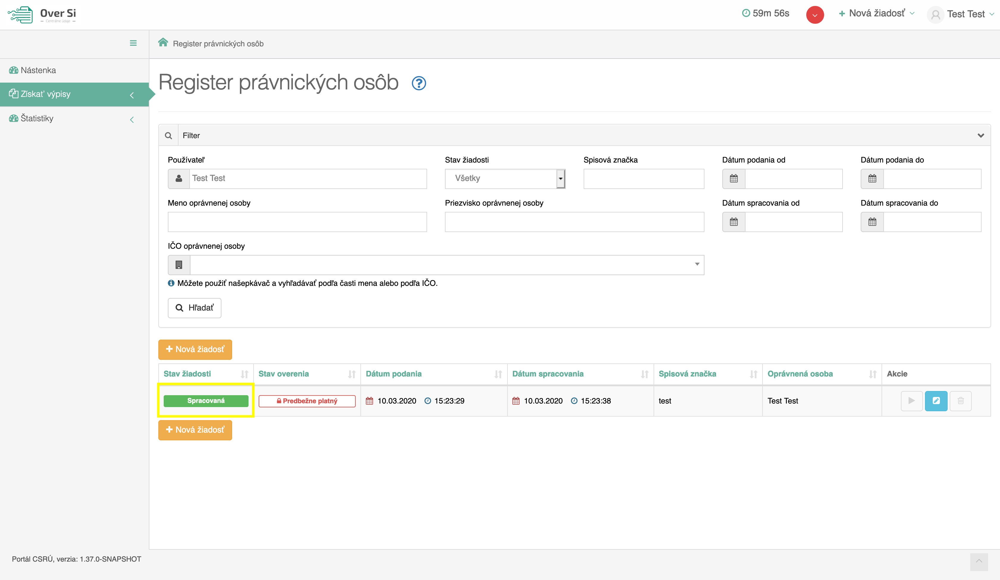 Over Si
Centrálne údaje
59m 56s
Nová žiadosť
Test Test
Register právnických osôb
Nástenka
Získať výpisy
Štatistiky
Register právnických osôb
Filter
Používateľ
Stav žiadosti
Spisová značka
Dátum podania od
Dátum podania do
Test Test
Všetky
Meno oprávnenej osoby
Priezvisko oprávnenej osoby
Dátum spracovania od
Dátum spracovania do
IČO oprávnenej osoby
Môžete použiť našepkávač a vyhľadávať podľa časti mena alebo podľa IČO.
Hľadať
Nová žiadosť
Stav žiadosti Stav overenia Dátum podania Dátum spracovania Spisová značka Oprávnená osoba Akcie
Spracovaná Predbežne platný 10.03.2020 15:23:29 10.03.2020 15:23:38 test Test Test
Nová žiadosť
Portál CSRÚ, verzia: 1.37.0-SNAPSHOT